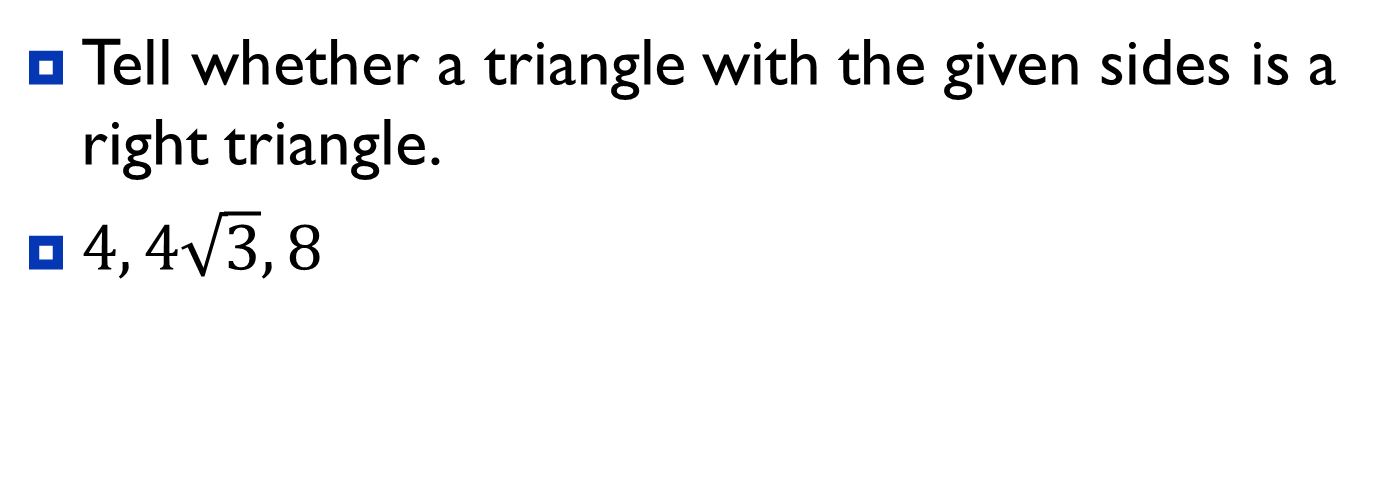 Tell whether a triangle with the given sides is a
right triangle.
4, 4√3, 8